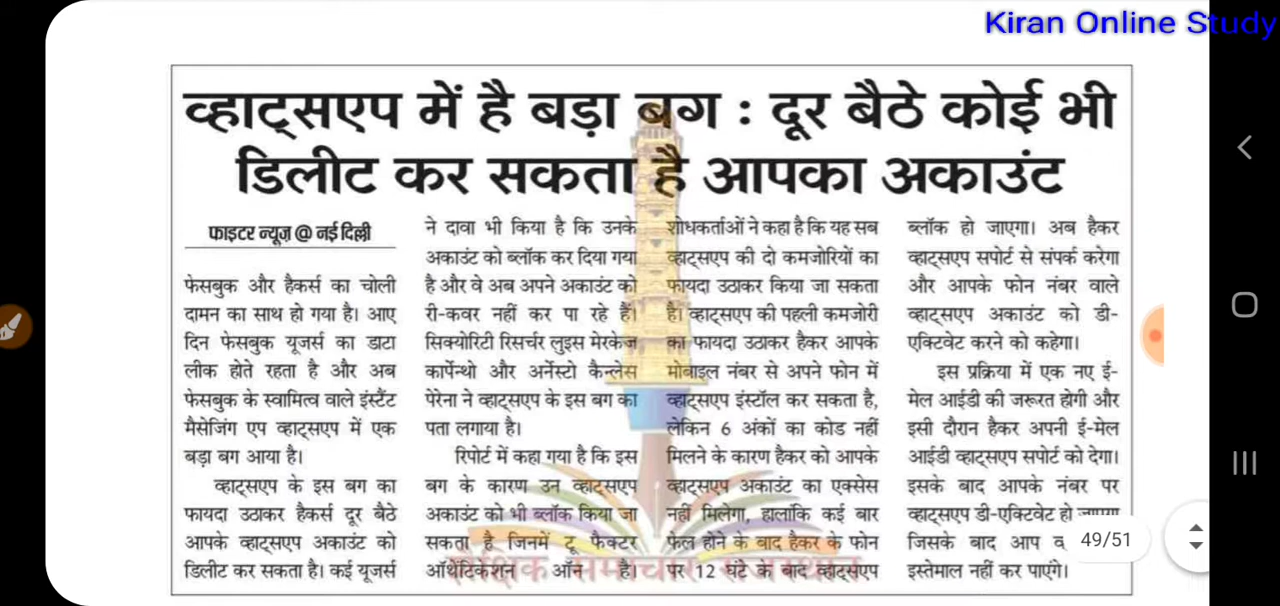 Kiran Online Study
व्हाट्सएप में है बड़ा बग : दूर बैठे कोई भी
डिलीट कर सकता है आपका अकाउंट
फाइटर न्यूज़ @ नई दिल्ली
फेसबुक और हैकर्स का चोली
दामन का साथ हो गया है। आए
दिन फेसबुक यूजर्स का डाटा
लीक होते रहता है और अब
फेसबुक के स्वामित्व वाले इंस्टैंट
मैसेजिंग एप व्हाट्सएप में एक
बड़ा बग आया है।
व्हाट्सएप के इस बग का
फायदा उठाकर हैकर्स दूर बैठे
आपके व्हाट्सएप अकाउंट को
डिलीट कर सकता है। कई यूजर्स
ने दावा भी किया है कि उनके
अकाउंट को ब्लॉक कर दिया गया
है और वे अब अपने अकाउंट को
री-कवर नहीं कर पा रहे हैं।
सिक्योरिटी रिसर्चर लुइस मेरकेज
कार्पेन्थो और अर्नेस्टो कैन्लेस
पेरेना ने व्हाट्सएप के इस बग का
पता लगाया है।
रिपोर्ट में कहा गया है कि इस
बग के कारण उन व्हाट्सएप
अकाउंट को भी ब्लॉक किया जा
सकता है जिनमें टू फैक्टर
ऑथेंटिकेशन ऑन है।
शोधकर्ताओं ने कहा है कि यह सब
व्हाट्सएप की दो कमजोरियों का
फायदा उठाकर किया जा सकता
है। व्हाट्सएप की पहली कमजोरी
का फायदा उठाकर हैकर आपके
मोबाइल नंबर से अपने फोन में
व्हाट्सएप इंस्टॉल कर सकता है,
लेकिन 6 अंकों का कोड नहीं
मिलने के कारण हैकर को आपके
व्हाट्सएप अकाउंट का एक्सेस
नहीं मिलेगा, हालांकि कई बार
फेल होने के बाद हैकर के फोन
पर 12 घंटे के बाद व्हाट्सएप
ब्लॉक हो जाएगा। अब हैकर
व्हाट्सएप सपोर्ट से संपर्क करेगा
और आपके फोन नंबर वाले
व्हाट्सएप अकाउंट को डी-
एक्टिवेट करने को कहेगा।
इस प्रक्रिया में एक नए ई-
मेल आईडी की जरूरत होगी और
इसी दौरान हैकर अपनी ई-मेल
आईडी व्हाट्सएप सपोर्ट को देगा।
इसके बाद आपके नंबर पर
व्हाट्सएप डी-एक्टिवेट हो
जिसके बाद आप
इस्तेमाल नहीं कर पाएंगे।
49/51
शैक्षिक समाचार राजस्थान